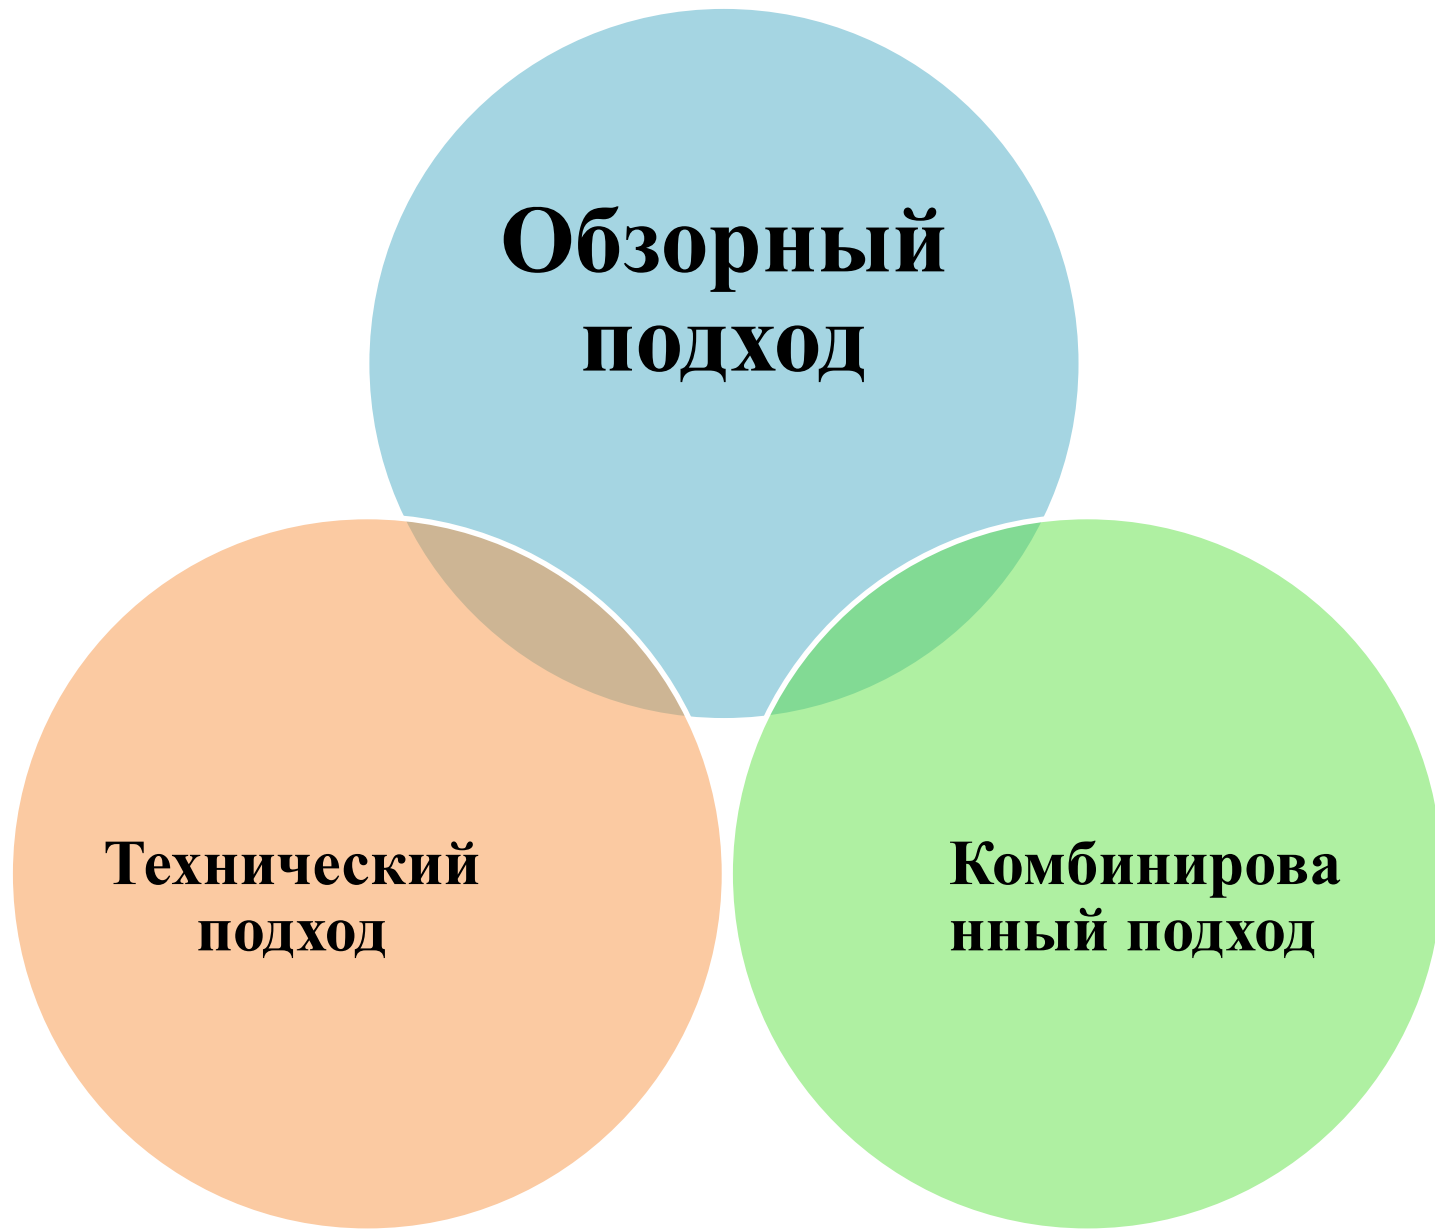 Обзорный
подход
Технический
подход
Комбинирова
нный подход